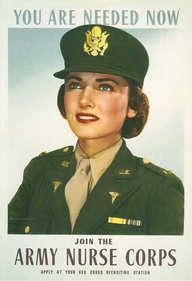 YOU ARE NEEDED NOW
JOIN THE
ARMY NURSE CORPS
APPLY AT YOUR RED CROSS RECRUITING STATION